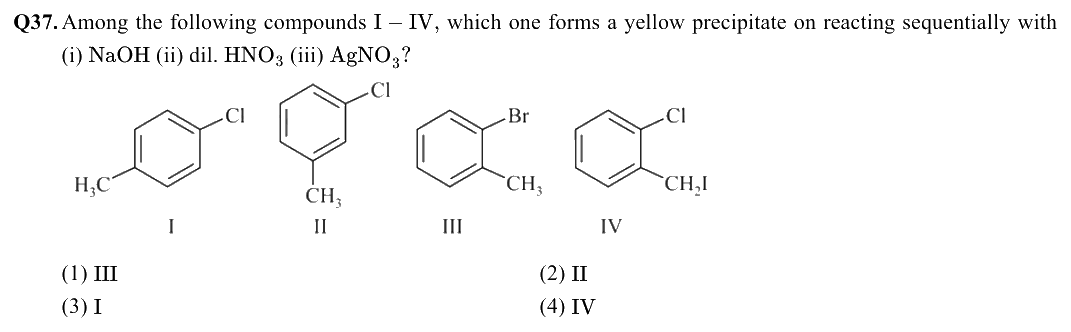 Q37. Among the following compounds I – IV, which one forms a yellow precipitate on reacting sequentially with
(i) NaOH (ii) dil. HNO₃ (iii) AgNO₃?
Cl
H₃C
I
Cl
CH₃
II
Br
CH₃
III
Cl
CH₂I
IV
(1) III
(2) II
(3) I
(4) IV